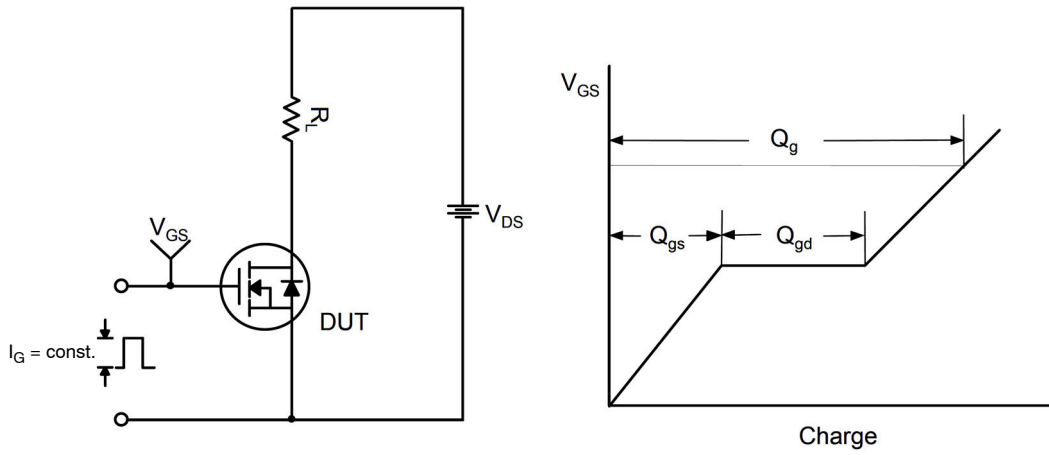 R_L
V_GS
V_DS
DUT
I_G = const.
V_GS
Q_g
Q_gs
Q_gd
Charge